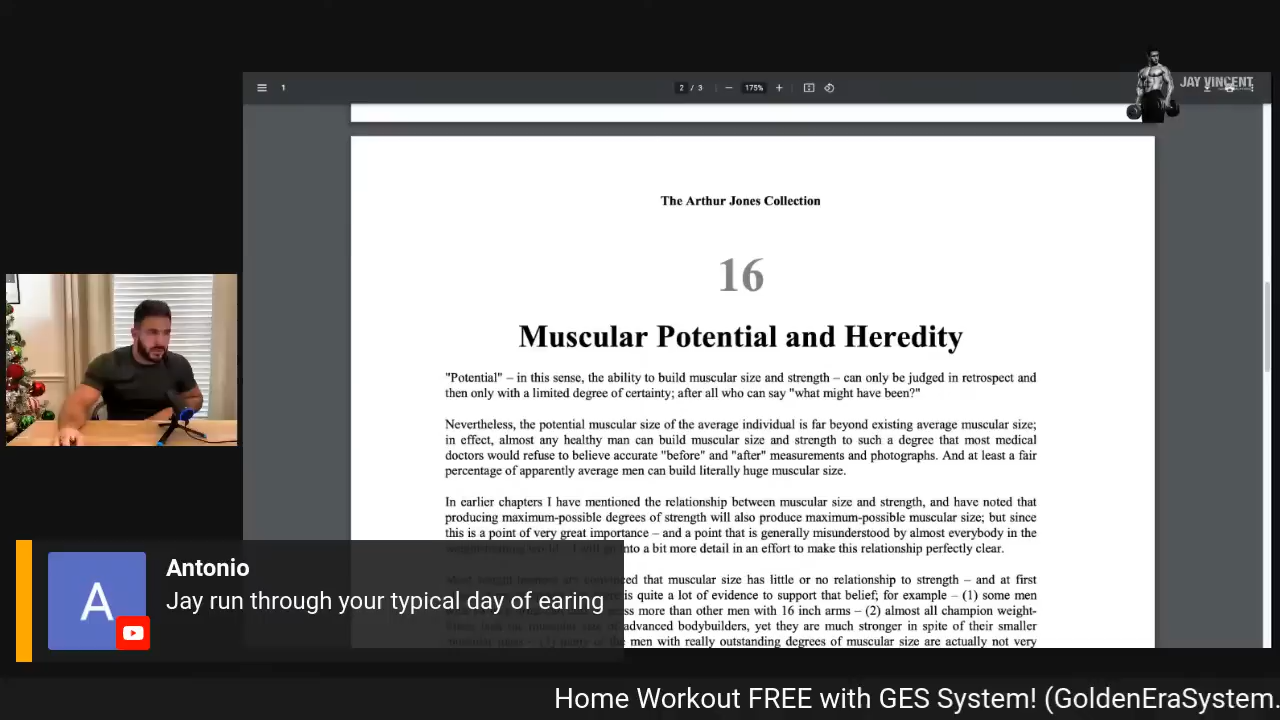 1
2 / 3
175%
JAY VINCENT
The Arthur Jones Collection
16
Muscular Potential and Heredity
"Potential" – in this sense, the ability to build muscular size and strength – can only be judged in retrospect and
then only with a limited degree of certainty; after all who can say "what might have been?"
Nevertheless, the potential muscular size of the average individual is far beyond existing average muscular size;
in effect, almost any healthy man can build muscular size and strength to such a degree that most medical
doctors would refuse to believe accurate "before" and "after" measurements and photographs. And at least a fair
percentage of apparently average men can build literally huge muscular size.
In earlier chapters I have mentioned the relationship between muscular size and strength, and have noted that
producing maximum-possible degrees of strength will also produce maximum-possible muscular size; but since
this is a point of very great importance – and a point that is generally misunderstood by almost everybody in the
into a bit more detail in an effort to make this relationship perfectly clear.
that muscular size has little or no relationship to strength – and at first
is quite a lot of evidence to support that belief; for example – (1) some men
more than other men with 16 inch arms – (2) almost all champion weight-
advanced bodybuilders, yet they are much stronger in spite of their smaller
men with really outstanding degrees of muscular size are actually not very
A
Antonio
Jay run through your typical day of earing
Home Workout FREE with GES System! (GoldenEraSystem.